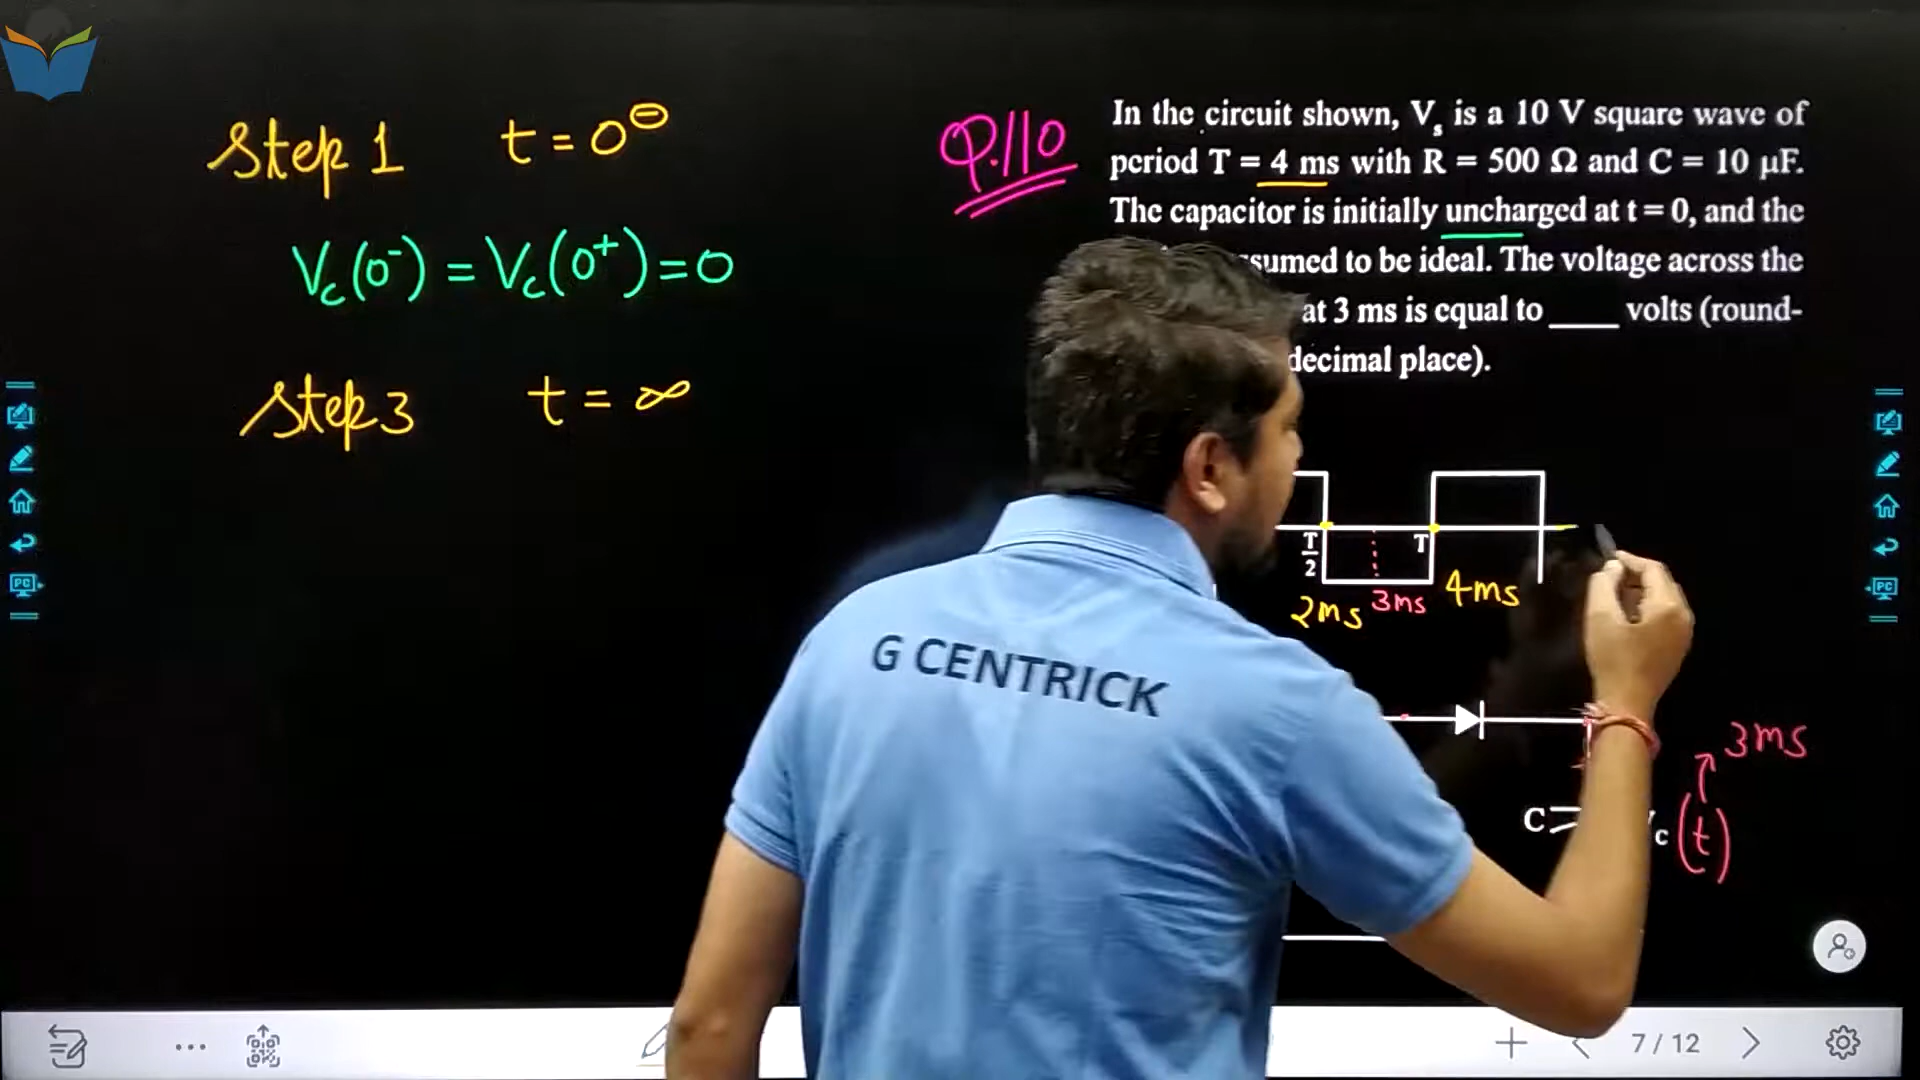 Step 1 t = 0⊖
Vc(0⁻) = Vc(0⁺) = 0
Step 3 t = ∞
Q.110
In the circuit shown, Vs is a 10 V square wave of
period T = 4 ms with R = 500 Ω and C = 10 μF.
The capacitor is initially uncharged at t = 0, and the
assumed to be ideal. The voltage across the
at 3 ms is equal to ____ volts (round-
decimal place).
T/2 T
2ms 3ms 4ms
3ms
C c(t)
G CENTRICK
PC PC
7 / 12